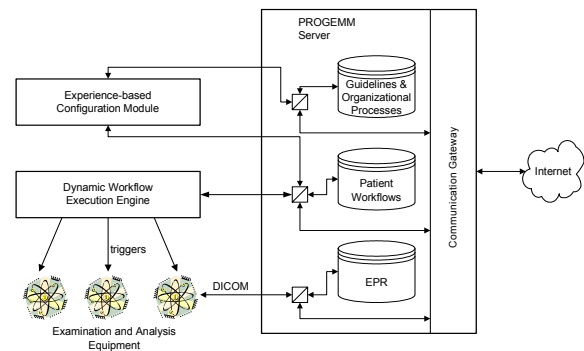 PROGEMM
Server
Experience-based
Configuration Module
Guidelines &
Organizational
Processes
Dynamic Workflow
Execution Engine
Patient
Workflows
Communication Gateway
Internet
triggers
EPR
DICOM
Examination and Analysis
Equipment